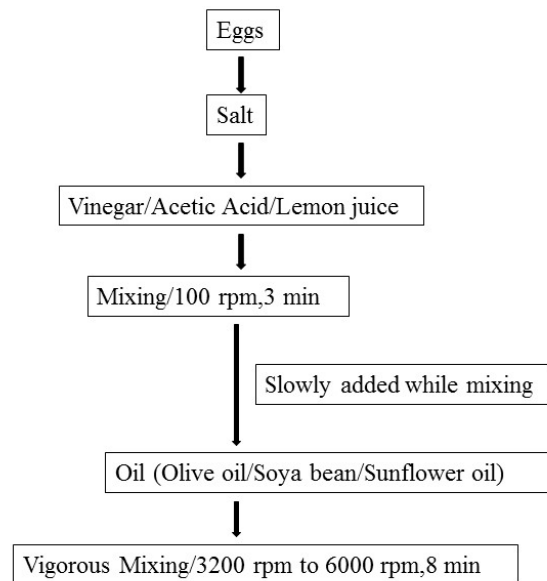 Eggs
Salt
Vinegar/Acetic Acid/Lemon juice
Mixing/100 rpm,3 min
Slowly added while mixing
Oil (Olive oil/Soya bean/Sunflower oil)
Vigorous Mixing/3200 rpm to 6000 rpm,8 min